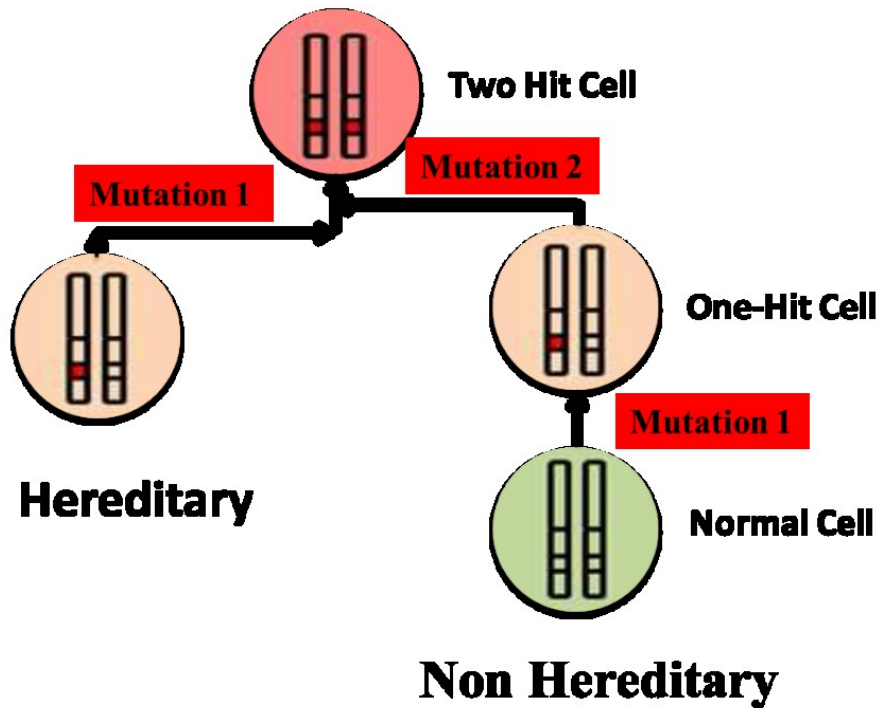 Two Hit Cell
Mutation 1
Mutation 2
One-Hit Cell
Mutation 1
Hereditary
Normal Cell
Non Hereditary